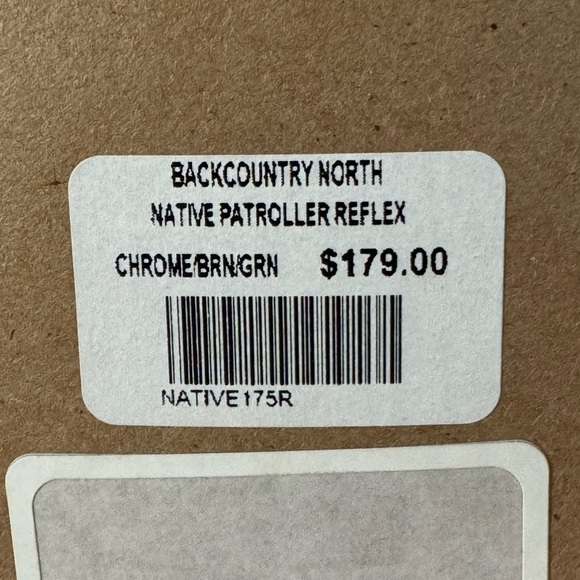 BACKCOUNTRY NORTH
NATIVE PATROLLER REFLEX
CHROME/BRN/GRN $179.00
NATIVE175R